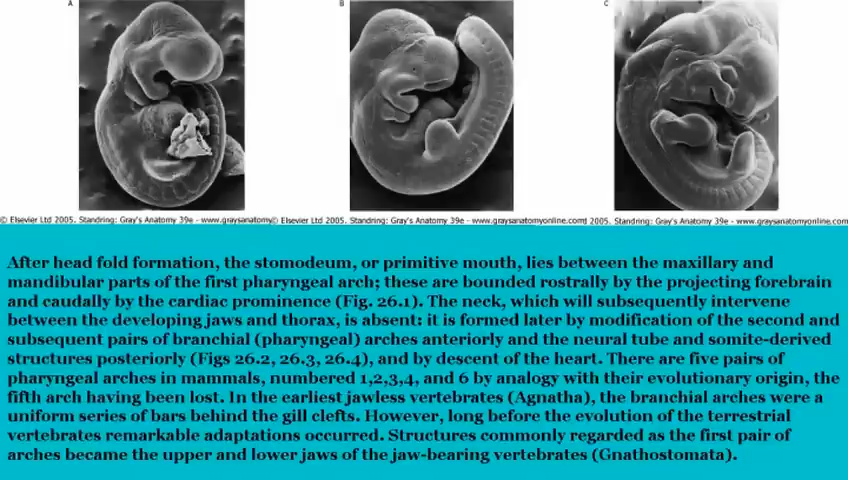 A
B
C
© Elsevier Ltd 2005. Standring: Gray's Anatomy 39e - www.graysanatomy© Elsevier Ltd 2005. Standring: Gray's Anatomy 39e - www.graysanatomyonline.com 2005. Standring: Gray's Anatomy 39e - www.graysanatomyonline.com
After head fold formation, the stomodeum, or primitive mouth, lies between the maxillary and
mandibular parts of the first pharyngeal arch; these are bounded rostrally by the projecting forebrain
and caudally by the cardiac prominence (Fig. 26.1). The neck, which will subsequently intervene
between the developing jaws and thorax, is absent: it is formed later by modification of the second and
subsequent pairs of branchial (pharyngeal) arches anteriorly and the neural tube and somite-derived
structures posteriorly (Figs 26.2, 26.3, 26.4), and by descent of the heart. There are five pairs of
pharyngeal arches in mammals, numbered 1,2,3,4, and 6 by analogy with their evolutionary origin, the
fifth arch having been lost. In the earliest jawless vertebrates (Agnatha), the branchial arches were a
uniform series of bars behind the gill clefts. However, long before the evolution of the terrestrial
vertebrates remarkable adaptations occurred. Structures commonly regarded as the first pair of
arches became the upper and lower jaws of the jaw-bearing vertebrates (Gnathostomata).